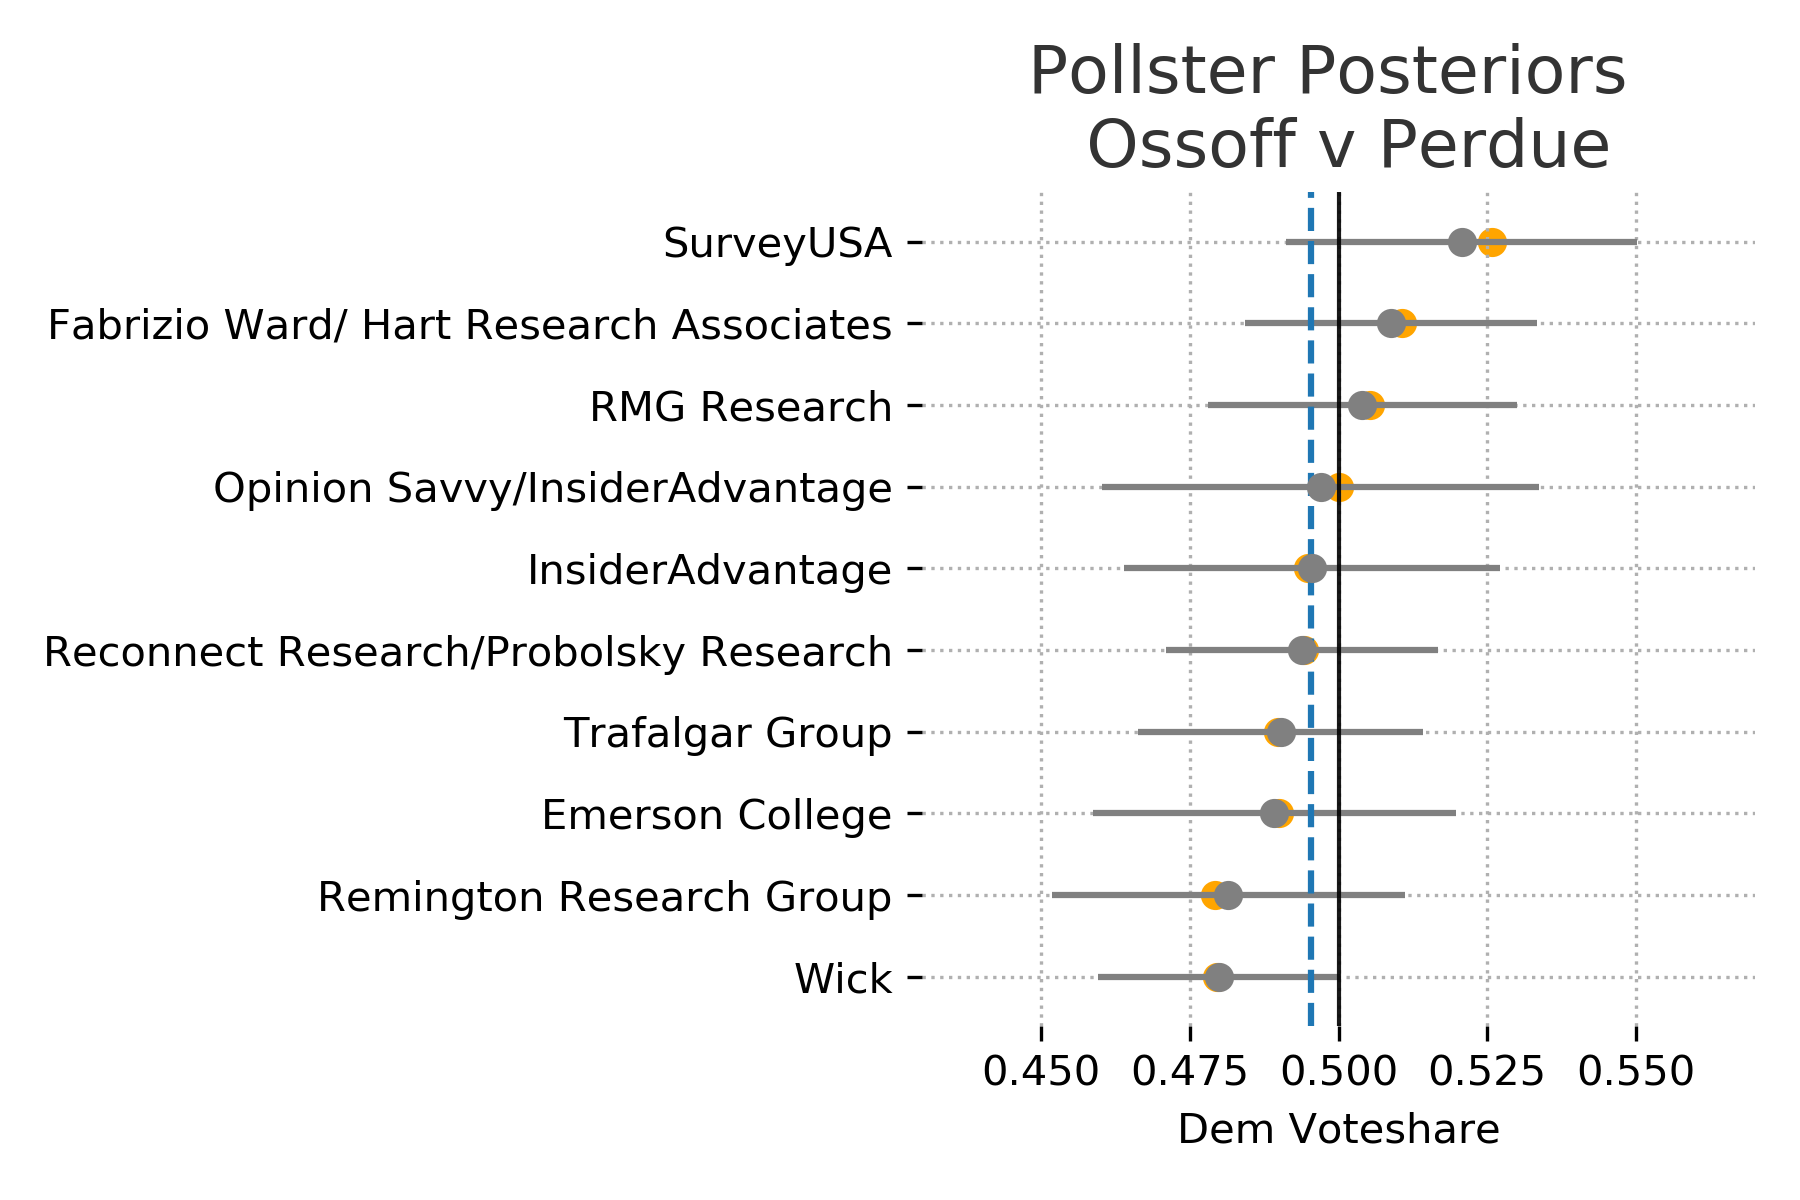 Pollster Posteriors
Ossoff v Perdue
SurveyUSA
Fabrizio Ward/ Hart Research Associates
RMG Research
Opinion Savvy/InsiderAdvantage
InsiderAdvantage
Reconnect Research/Probolsky Research
Trafalgar Group
Emerson College
Remington Research Group
Wick
0.450 0.475 0.500 0.525 0.550
Dem Voteshare